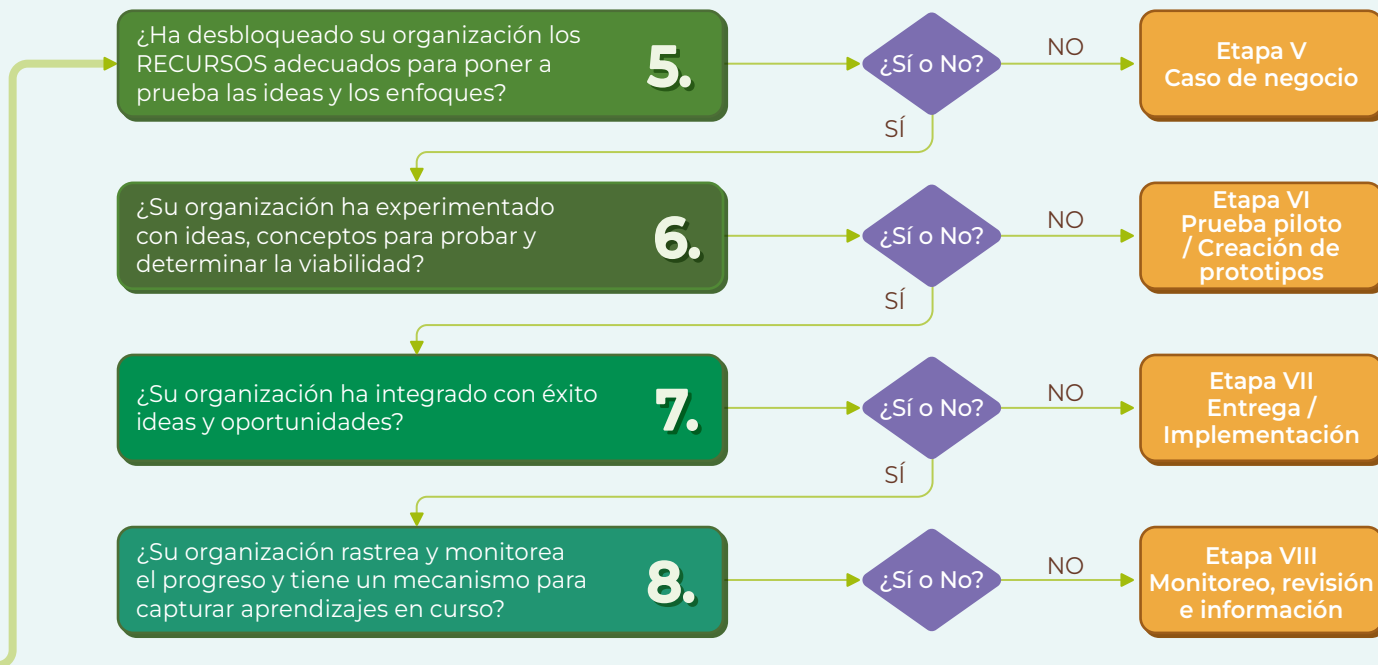 ¿Ha desbloqueado su organización los
RECURSOS adecuados para poner a
prueba las ideas y los enfoques?
5.
¿Sí o No?
NO
Etapa V
Caso de negocio
SÍ
¿Su organización ha experimentado
con ideas, conceptos para probar y
determinar la viabilidad?
6.
¿Sí o No?
NO
Etapa VI
Prueba piloto
/ Creación de
prototipos
SÍ
¿Su organización ha integrado con éxito
ideas y oportunidades?
7.
¿Sí o No?
NO
Etapa VII
Entrega /
Implementación
SÍ
¿Su organización rastrea y monitorea
el progreso y tiene un mecanismo para
capturar aprendizajes en curso?
8.
¿Sí o No?
NO
Etapa VIII
Monitoreo, revisión
e información